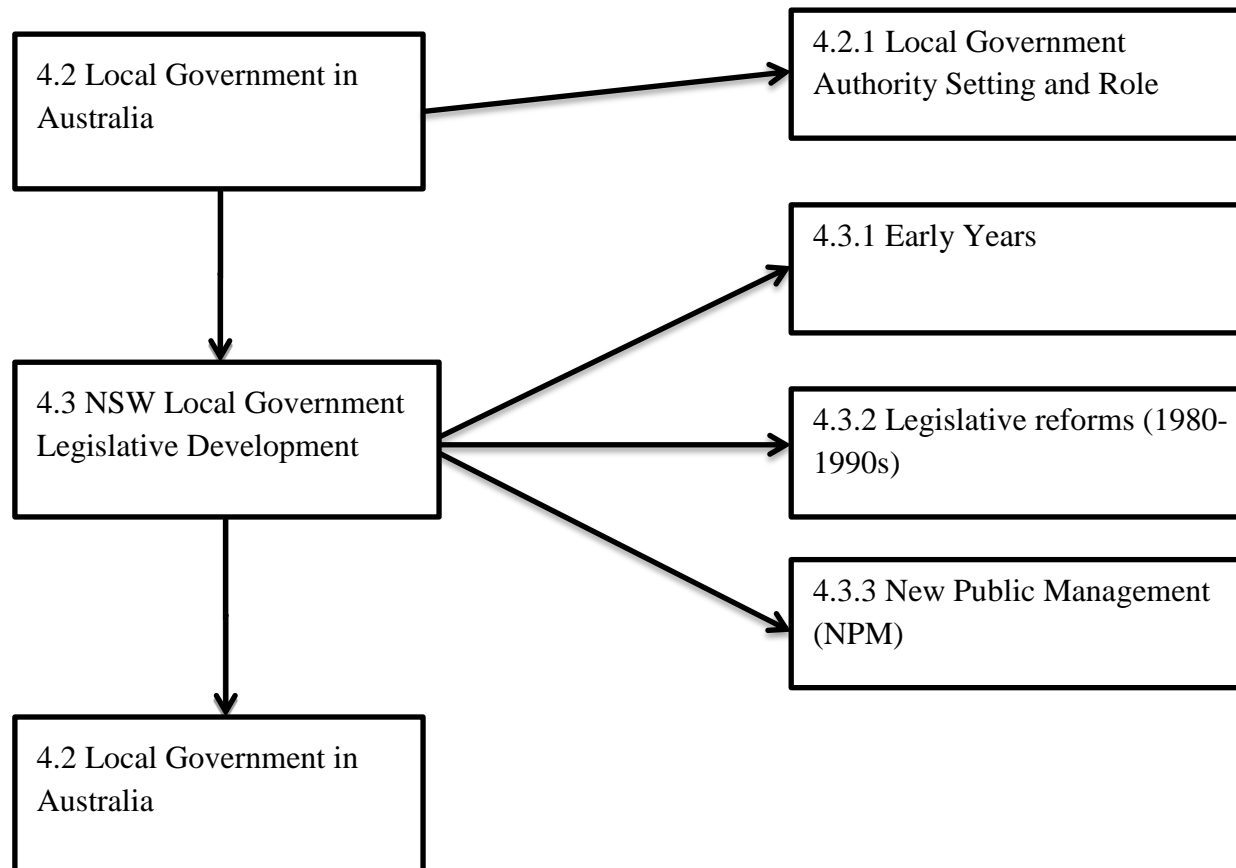 4.2 Local Government in
Australia
4.2.1 Local Government
Authority Setting and Role
4.3.1 Early Years
4.3 NSW Local Government
Legislative Development
4.3.2 Legislative reforms (1980-
1990s)
4.3.3 New Public Management
(NPM)
4.2 Local Government in
Australia